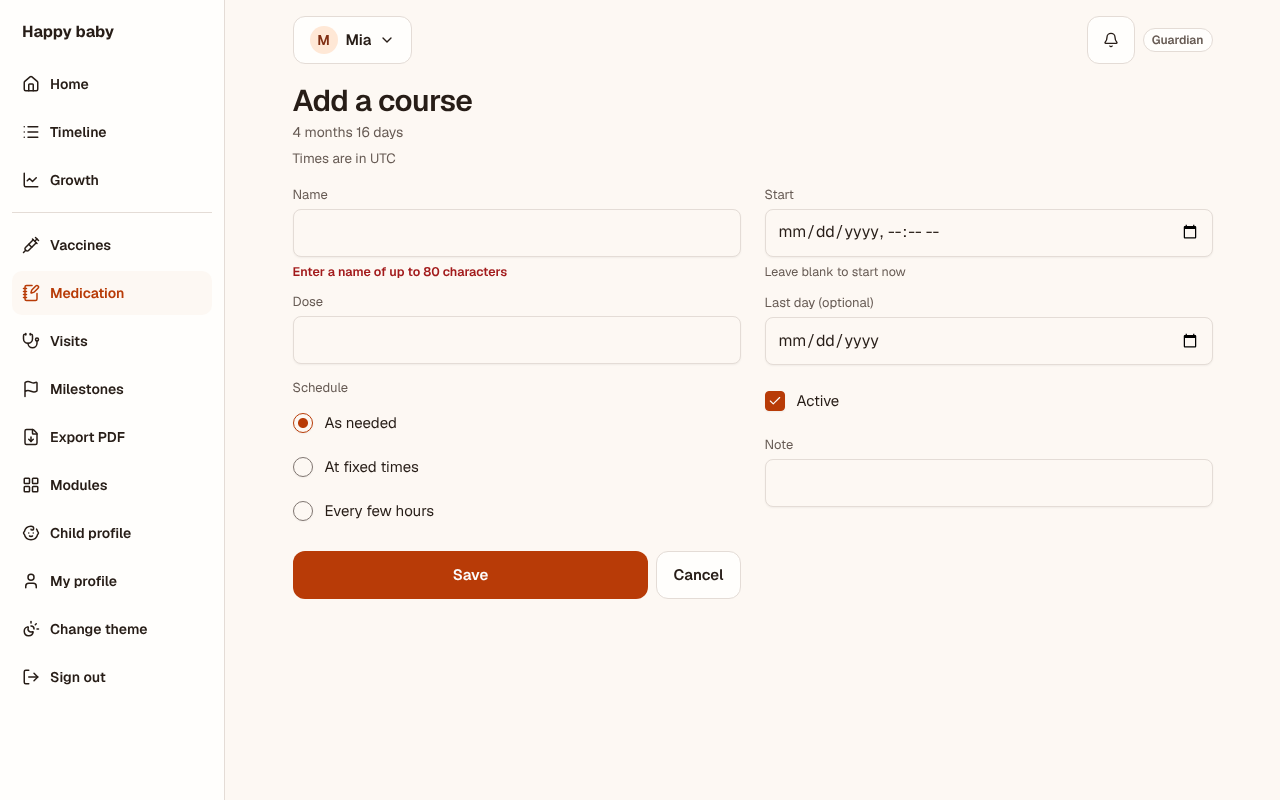 Happy baby
Home
Timeline
Growth
Vaccines
Medication
Visits
Milestones
Export PDF
Modules
Child profile
My profile
Change theme
Sign out
M Mia
Guardian
Add a course
4 months 16 days
Times are in UTC
Name
Enter a name of up to 80 characters
Dose
Schedule
As needed
At fixed times
Every few hours
Save
Cancel
Start
mm/dd/yyyy, --:-- --
Leave blank to start now
Last day (optional)
mm/dd/yyyy
Active
Note